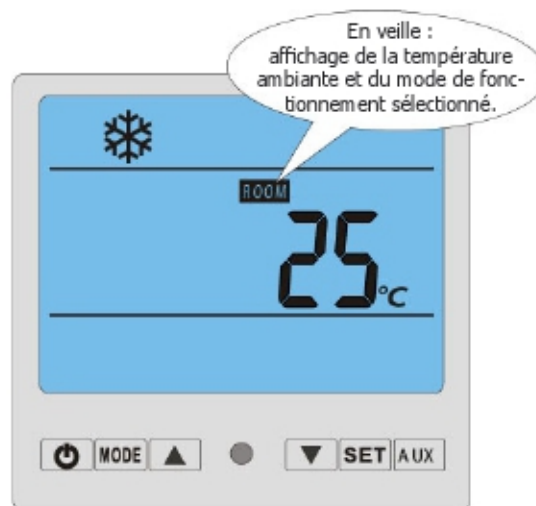 En veille :
affichage de la température
ambiante et du mode de fonc-
tionnement sélectionné.
ROOM
25°C
MODE SET AUX